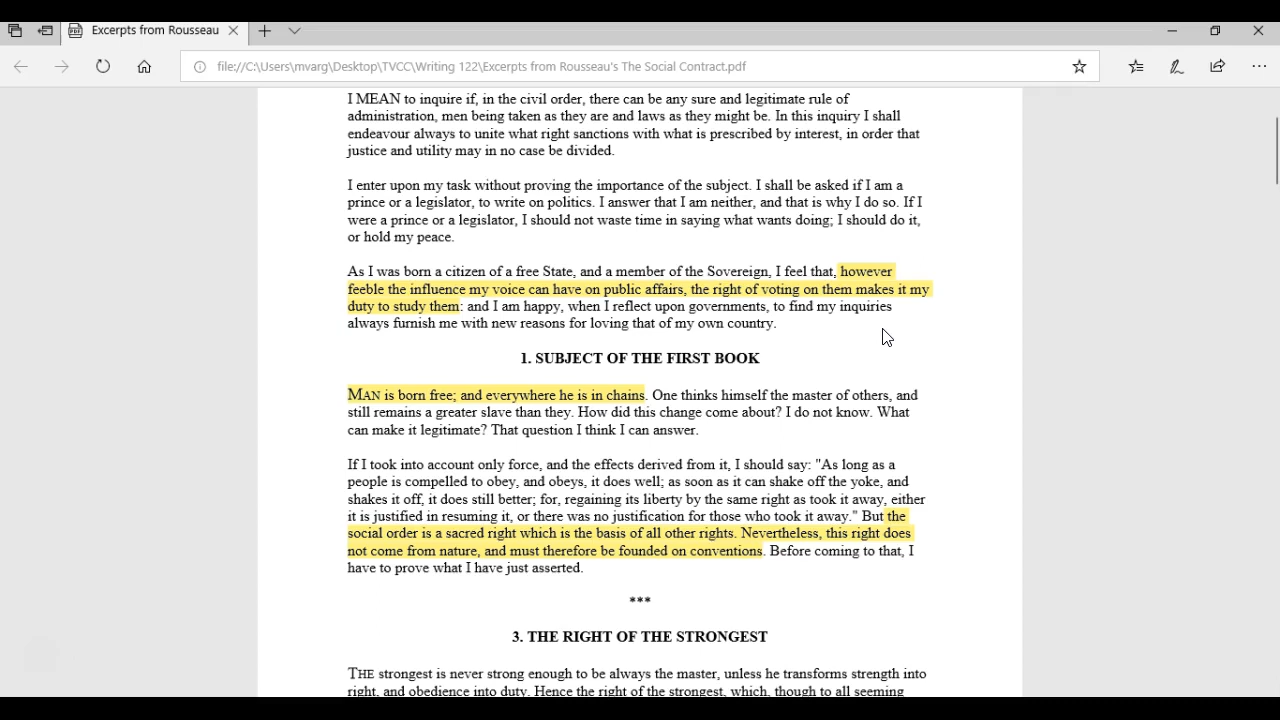 Excerpts from Rousseau
file://C:\Users\mvarg\Desktop\TVCC\Writing 122\Excerpts from Rousseau's The Social Contract.pdf
I MEAN to inquire if, in the civil order, there can be any sure and legitimate rule of
administration, men being taken as they are and laws as they might be. In this inquiry I shall
endeavour always to unite what right sanctions with what is prescribed by interest, in order that
justice and utility may in no case be divided.
I enter upon my task without proving the importance of the subject. I shall be asked if I am a
prince or a legislator, to write on politics. I answer that I am neither, and that is why I do so. If I
were a prince or a legislator, I should not waste time in saying what wants doing; I should do it,
or hold my peace.
As I was born a citizen of a free State, and a member of the Sovereign, I feel that, however
feeble the influence my voice can have on public affairs, the right of voting on them makes it my
duty to study them: and I am happy, when I reflect upon governments, to find my inquiries
always furnish me with new reasons for loving that of my own country.
1. SUBJECT OF THE FIRST BOOK
MAN is born free; and everywhere he is in chains. One thinks himself the master of others, and
still remains a greater slave than they. How did this change come about? I do not know. What
can make it legitimate? That question I think I can answer.
If I took into account only force, and the effects derived from it, I should say: "As long as a
people is compelled to obey, and obeys, it does well; as soon as it can shake off the yoke, and
shakes it off, it does still better; for, regaining its liberty by the same right as took it away, either
it is justified in resuming it, or there was no justification for those who took it away." But the
social order is a sacred right which is the basis of all other rights. Nevertheless, this right does
not come from nature, and must therefore be founded on conventions. Before coming to that, I
have to prove what I have just asserted.
***
3. THE RIGHT OF THE STRONGEST
THE strongest is never strong enough to be always the master, unless he transforms strength into
right, and obedience into duty. Hence the right of the strongest, which, though to all seeming